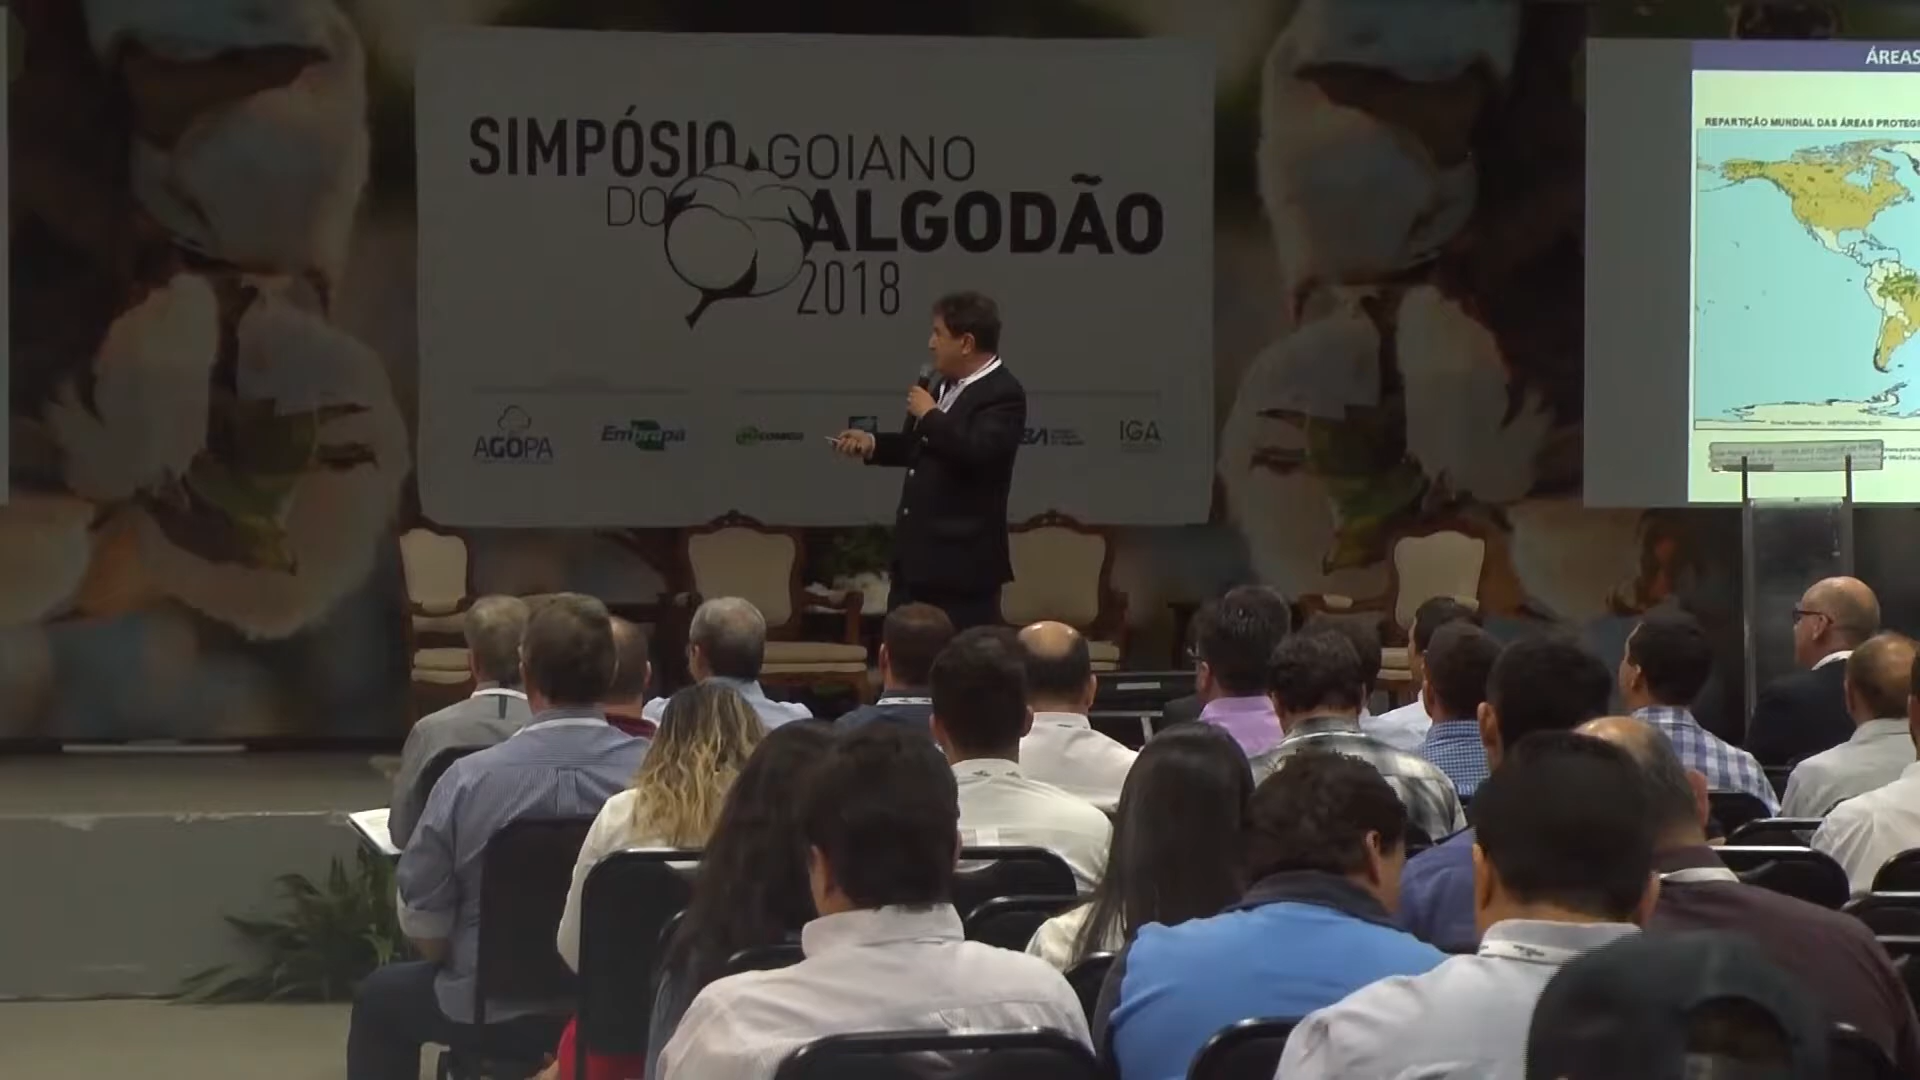 SIMPÓSIO GOIANO
DO ALGODÃO
2018
AGOPA
Embrapa
IGA
ÁREAS
REPARTIÇÃO MUNDIAL DAS ÁREAS PROTEG